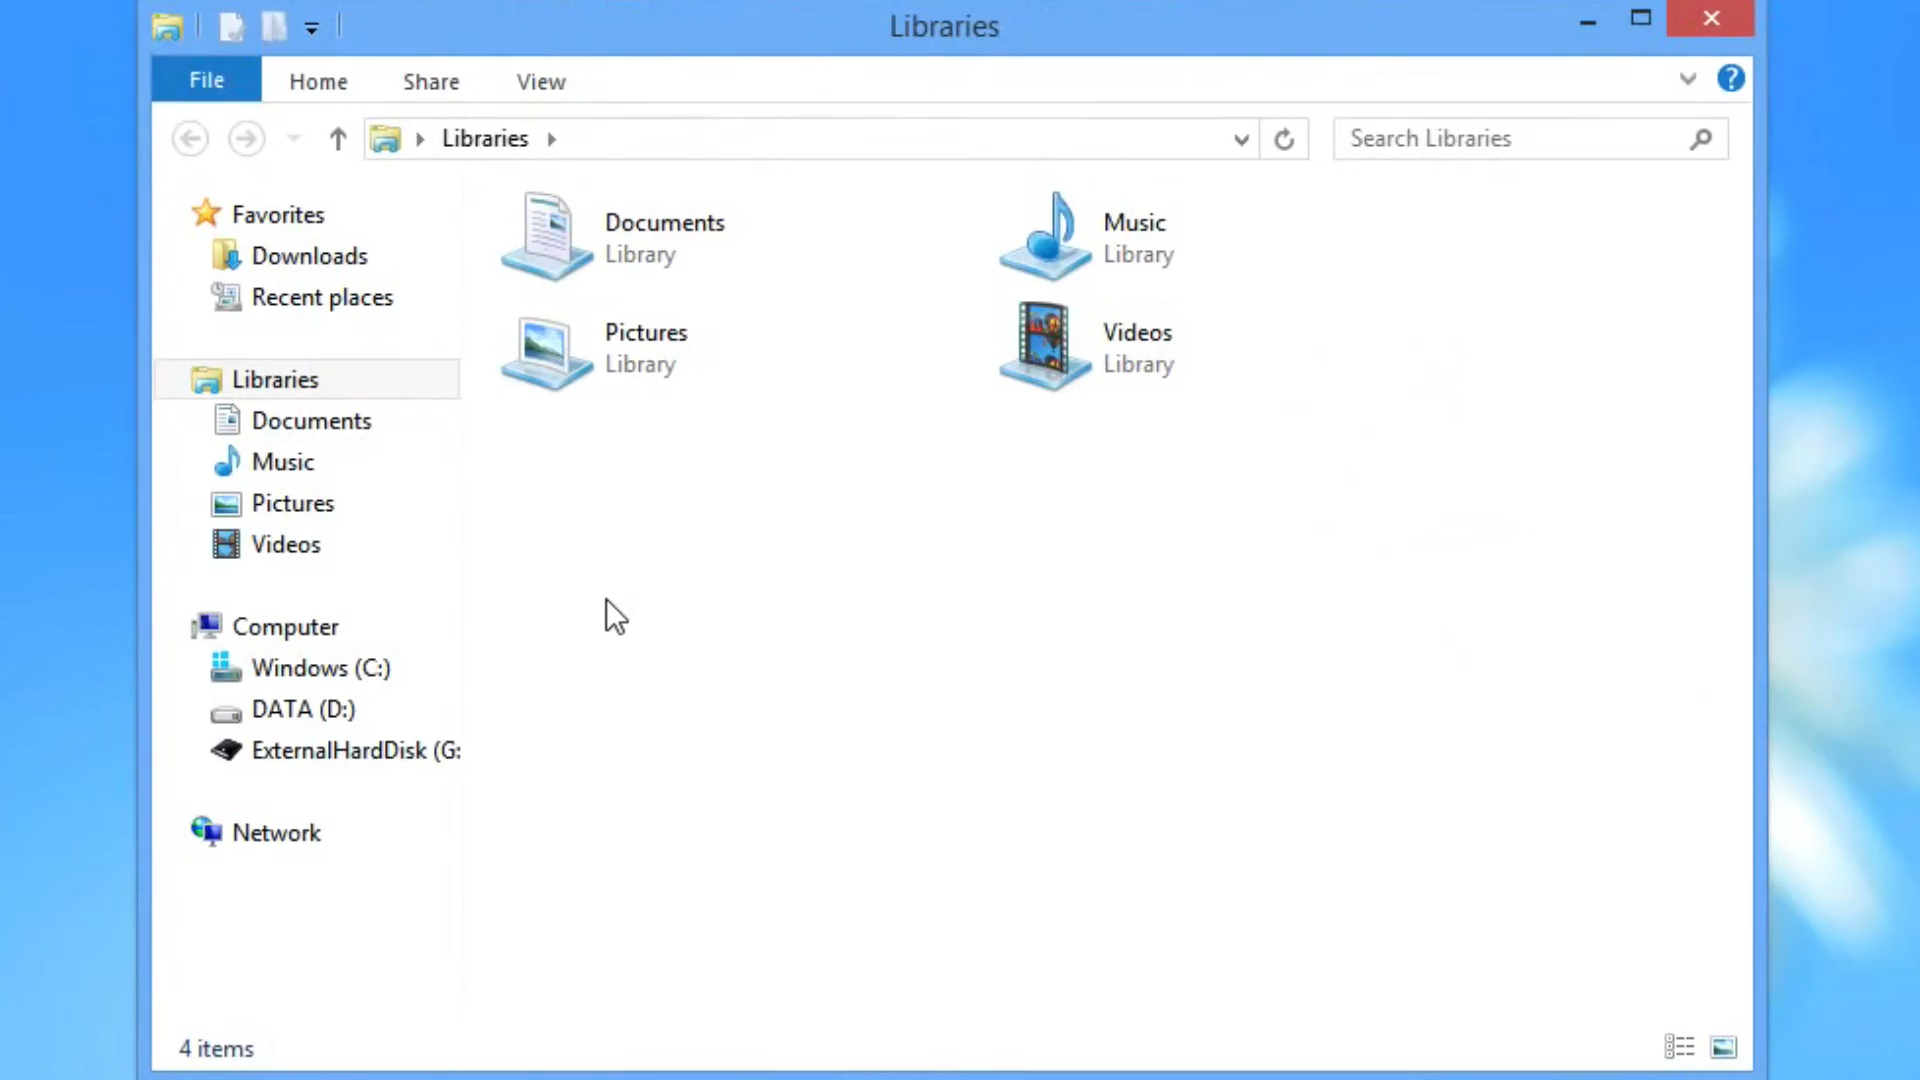 Libraries
File Home Share View
Libraries
Search Libraries
Favorites
Downloads
Recent places
Libraries
Documents
Music
Pictures
Videos
Computer
Windows (C:)
DATA (D:)
ExternalHardDisk (G:
Network
Documents
Library
Music
Library
Pictures
Library
Videos
Library
4 items